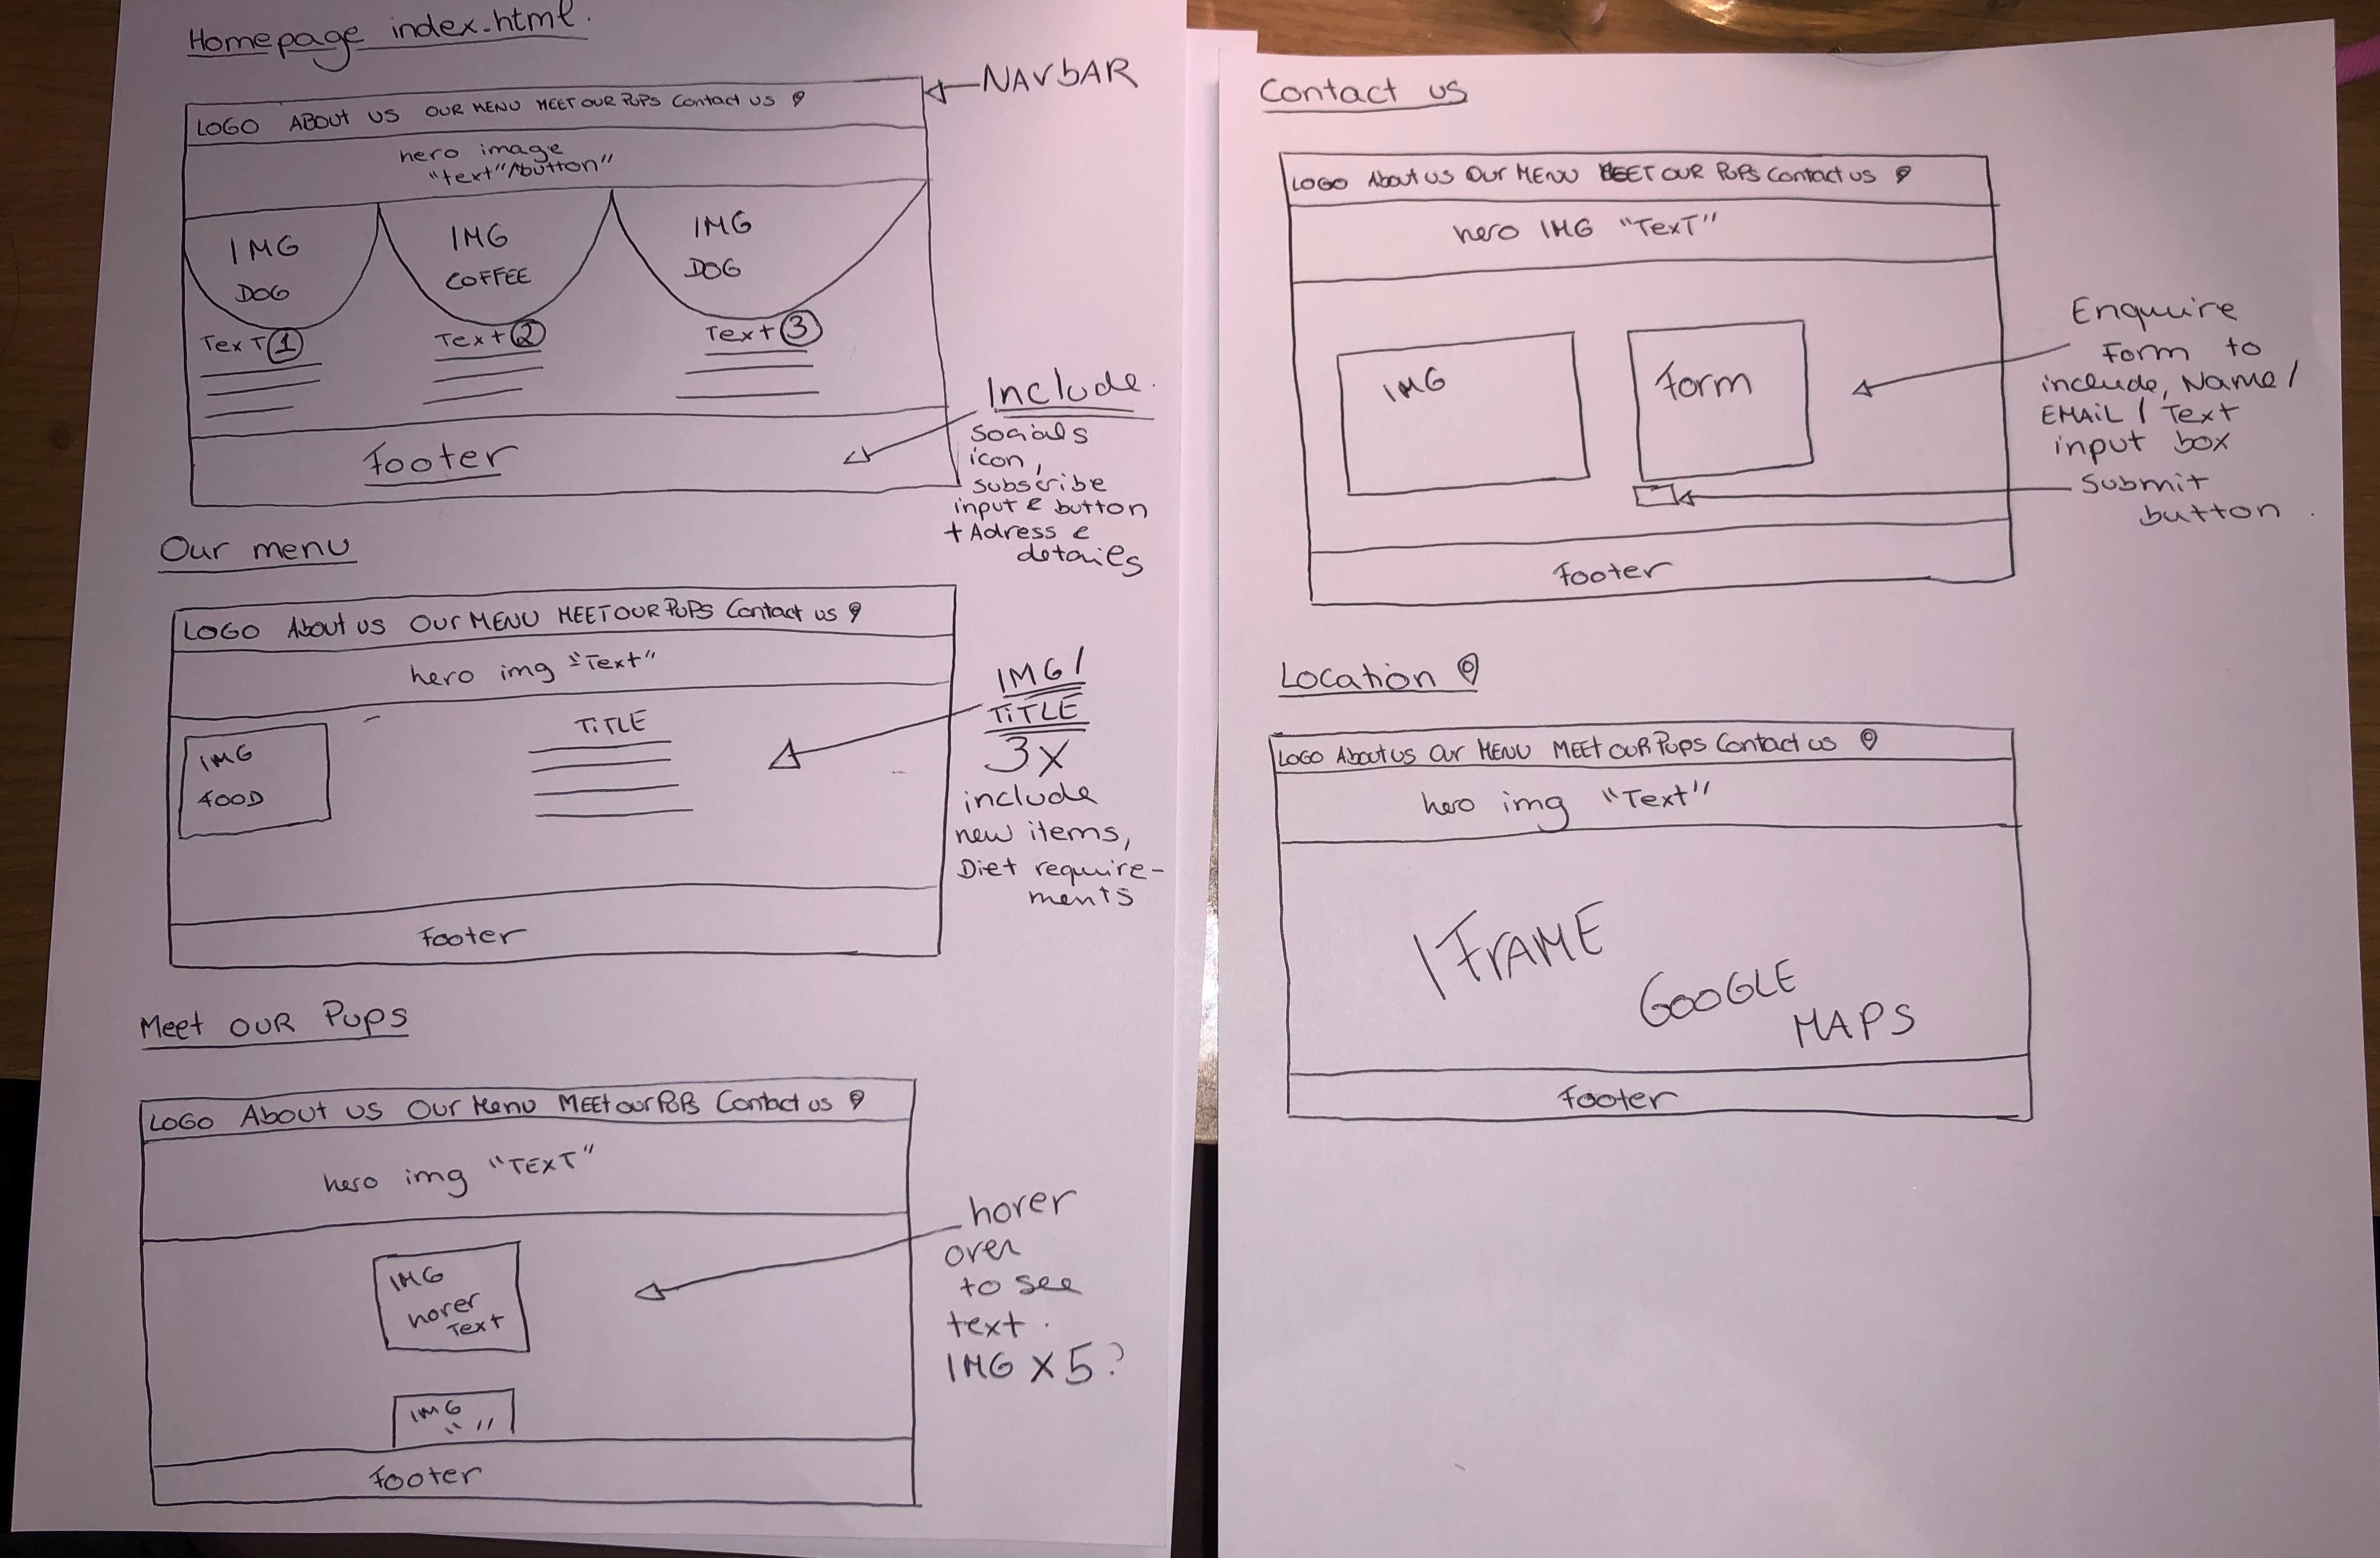 Homepage index.html.
NAVbAR
LOGO ABOUT US OUR MENU MEET OUR PUPS Contact us
hero image
"text"/button"
IMG
DOG
IMG
COFFEE
IMG
DOG
TexT 1
Text 2
Text 3
Include.
Socials
icon,
subscribe
input & button
+ Adress &
detailes
Footer
Our menu
LOGO About us Our MENU MEET OUR PUPS Contact us
hero img "Text"
IMG
FOOD
TITLE
IMG/
TITLE
3X
include
new items,
Diet require-
ments
Footer
Meet OUR Pups
LOGO About us Our Menu MEEt our PuPs Contact us
hero img "TEXT"
IMG
hover
Text
IMG
" "
hover
over
to see
text.
IMG X 5?
Footer
Contact us
LOGO About us Our MENU MEET OUR PuPs Contact us
hero IMG "TexT"
IMG
Form
Enquire
Form to
include, Name/
EMAIL / Text
input box
Submit
button.
Footer
Location
LOGO About us Our MENU MEEt OUR Pups Contact us
hero img "Text"
IFRAME
GOOGLE
MAPS
Footer